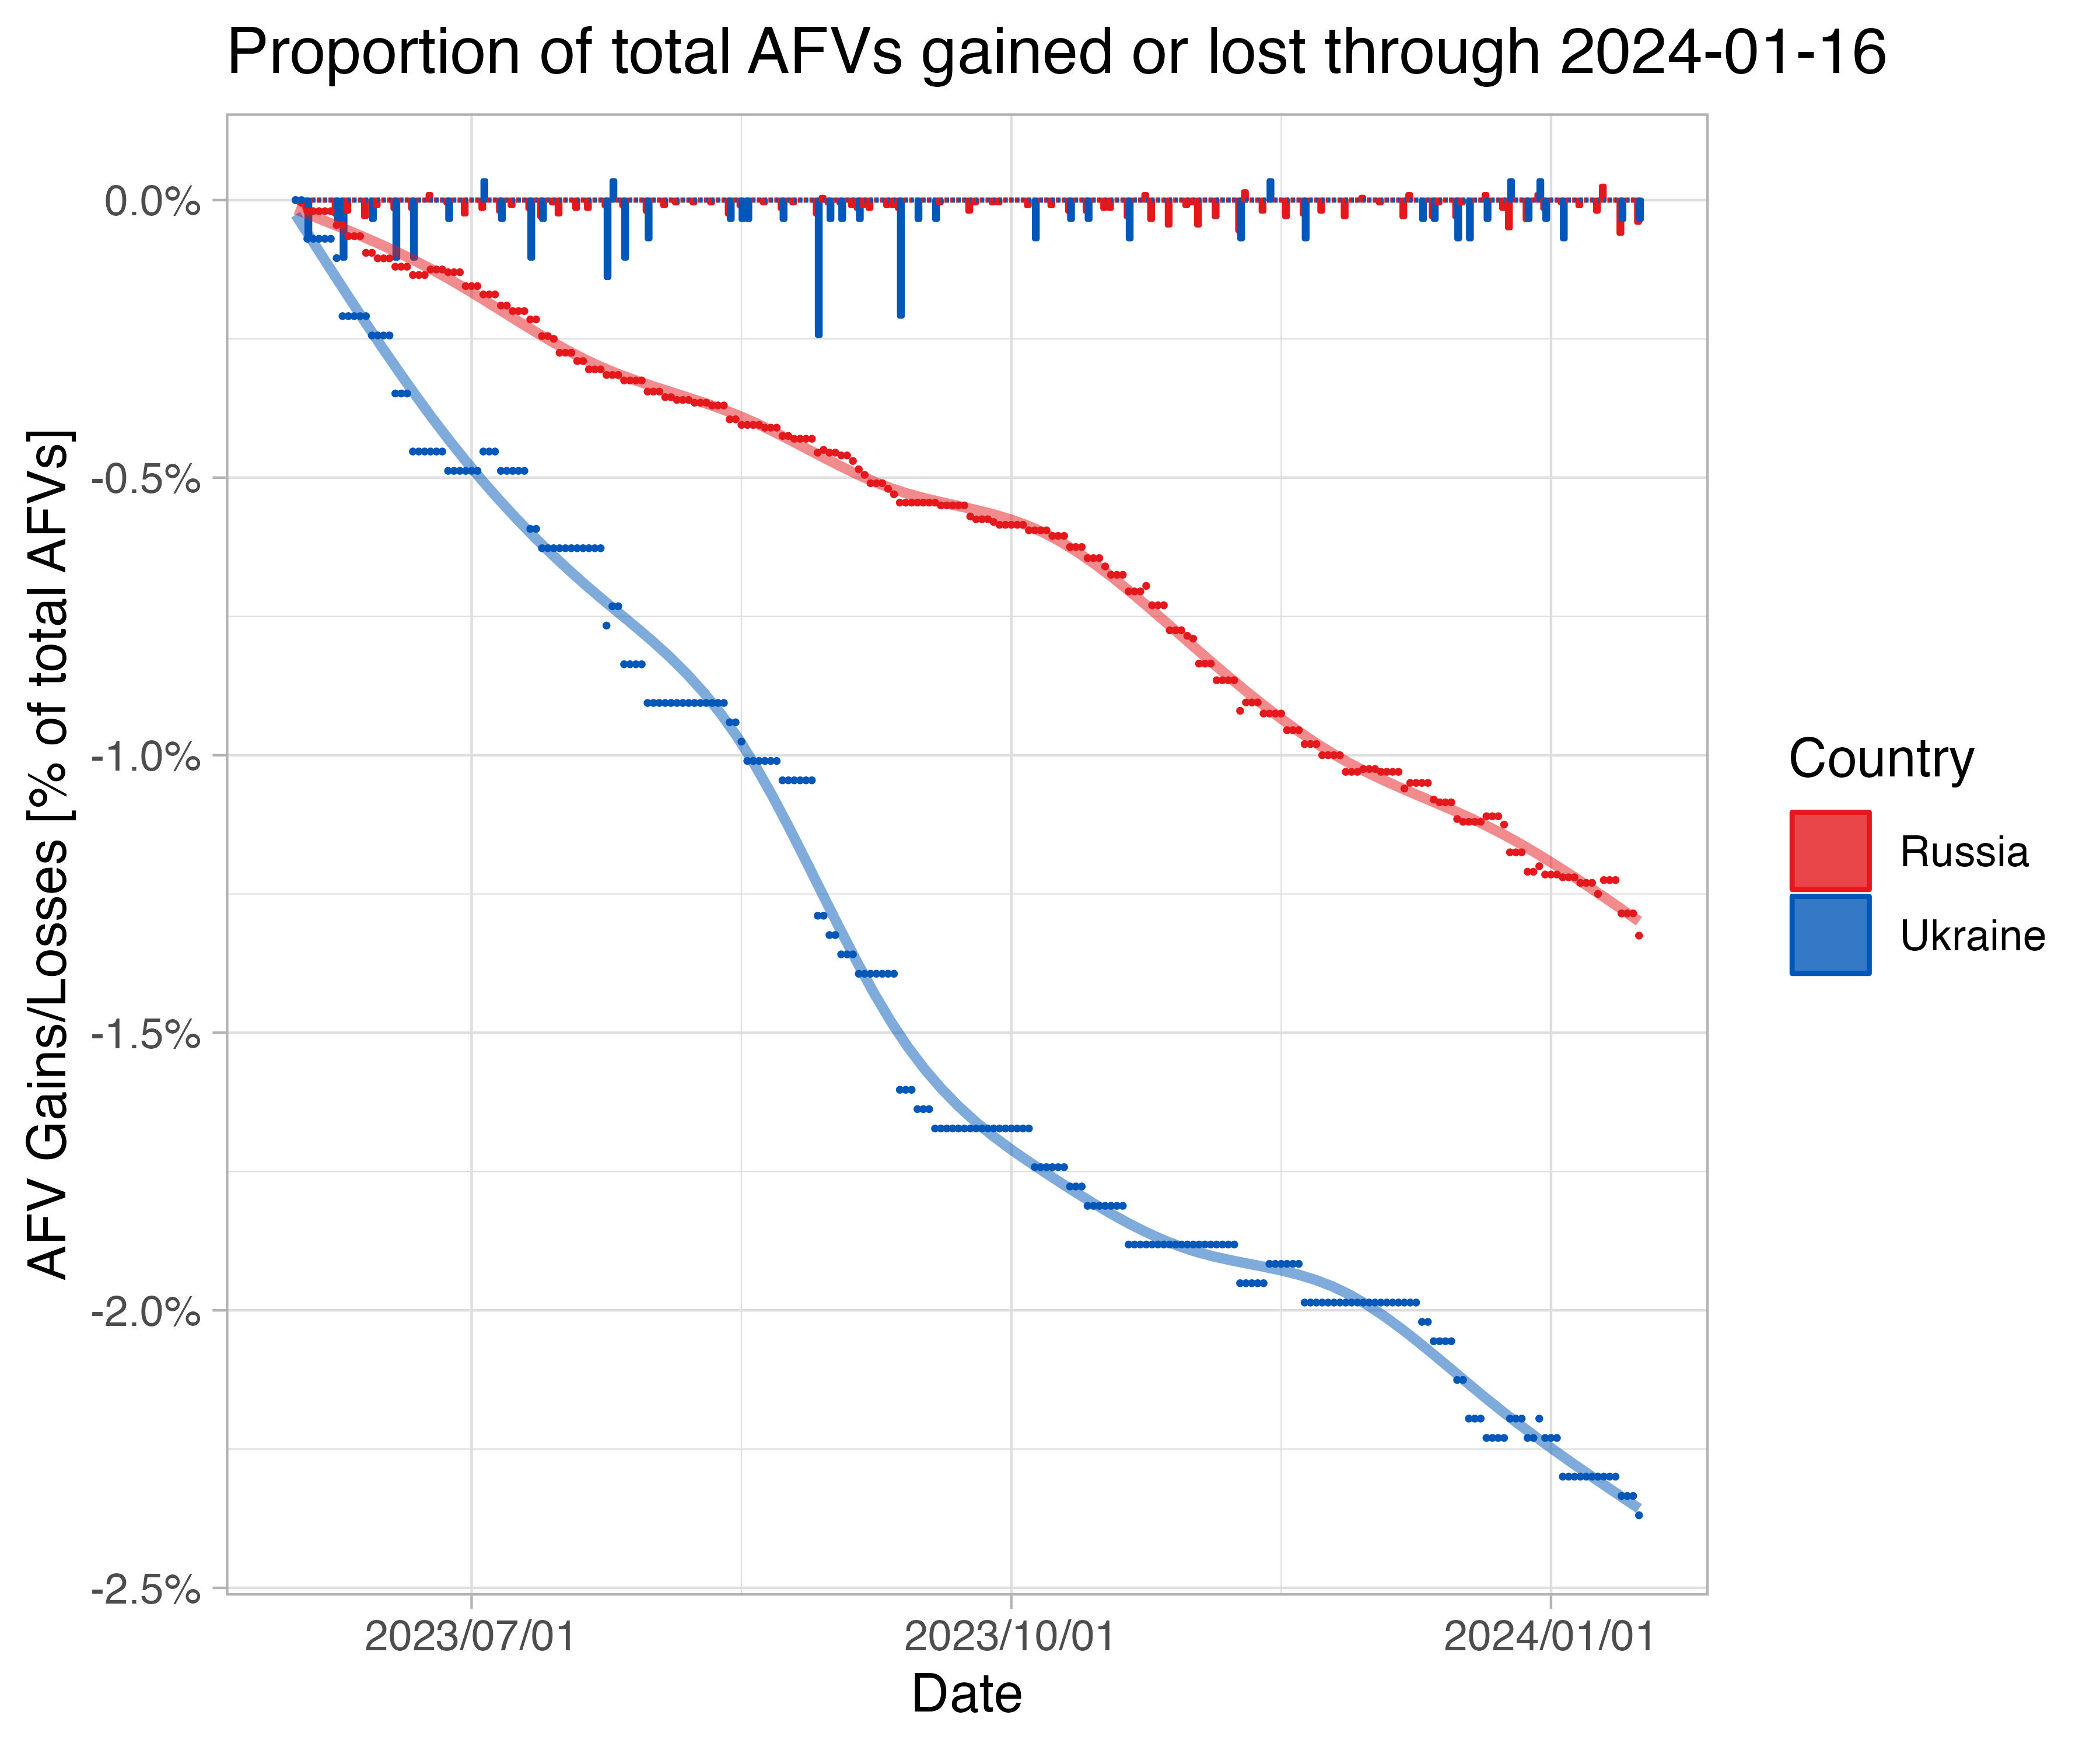 Proportion of total AFVs gained or lost through 2024-01-16
AFV Gains/Losses [% of total AFVs]
0.0%
-0.5%
-1.0%
-1.5%
-2.0%
-2.5%
2023/07/01
2023/10/01
2024/01/01
Date
Country
Russia
Ukraine